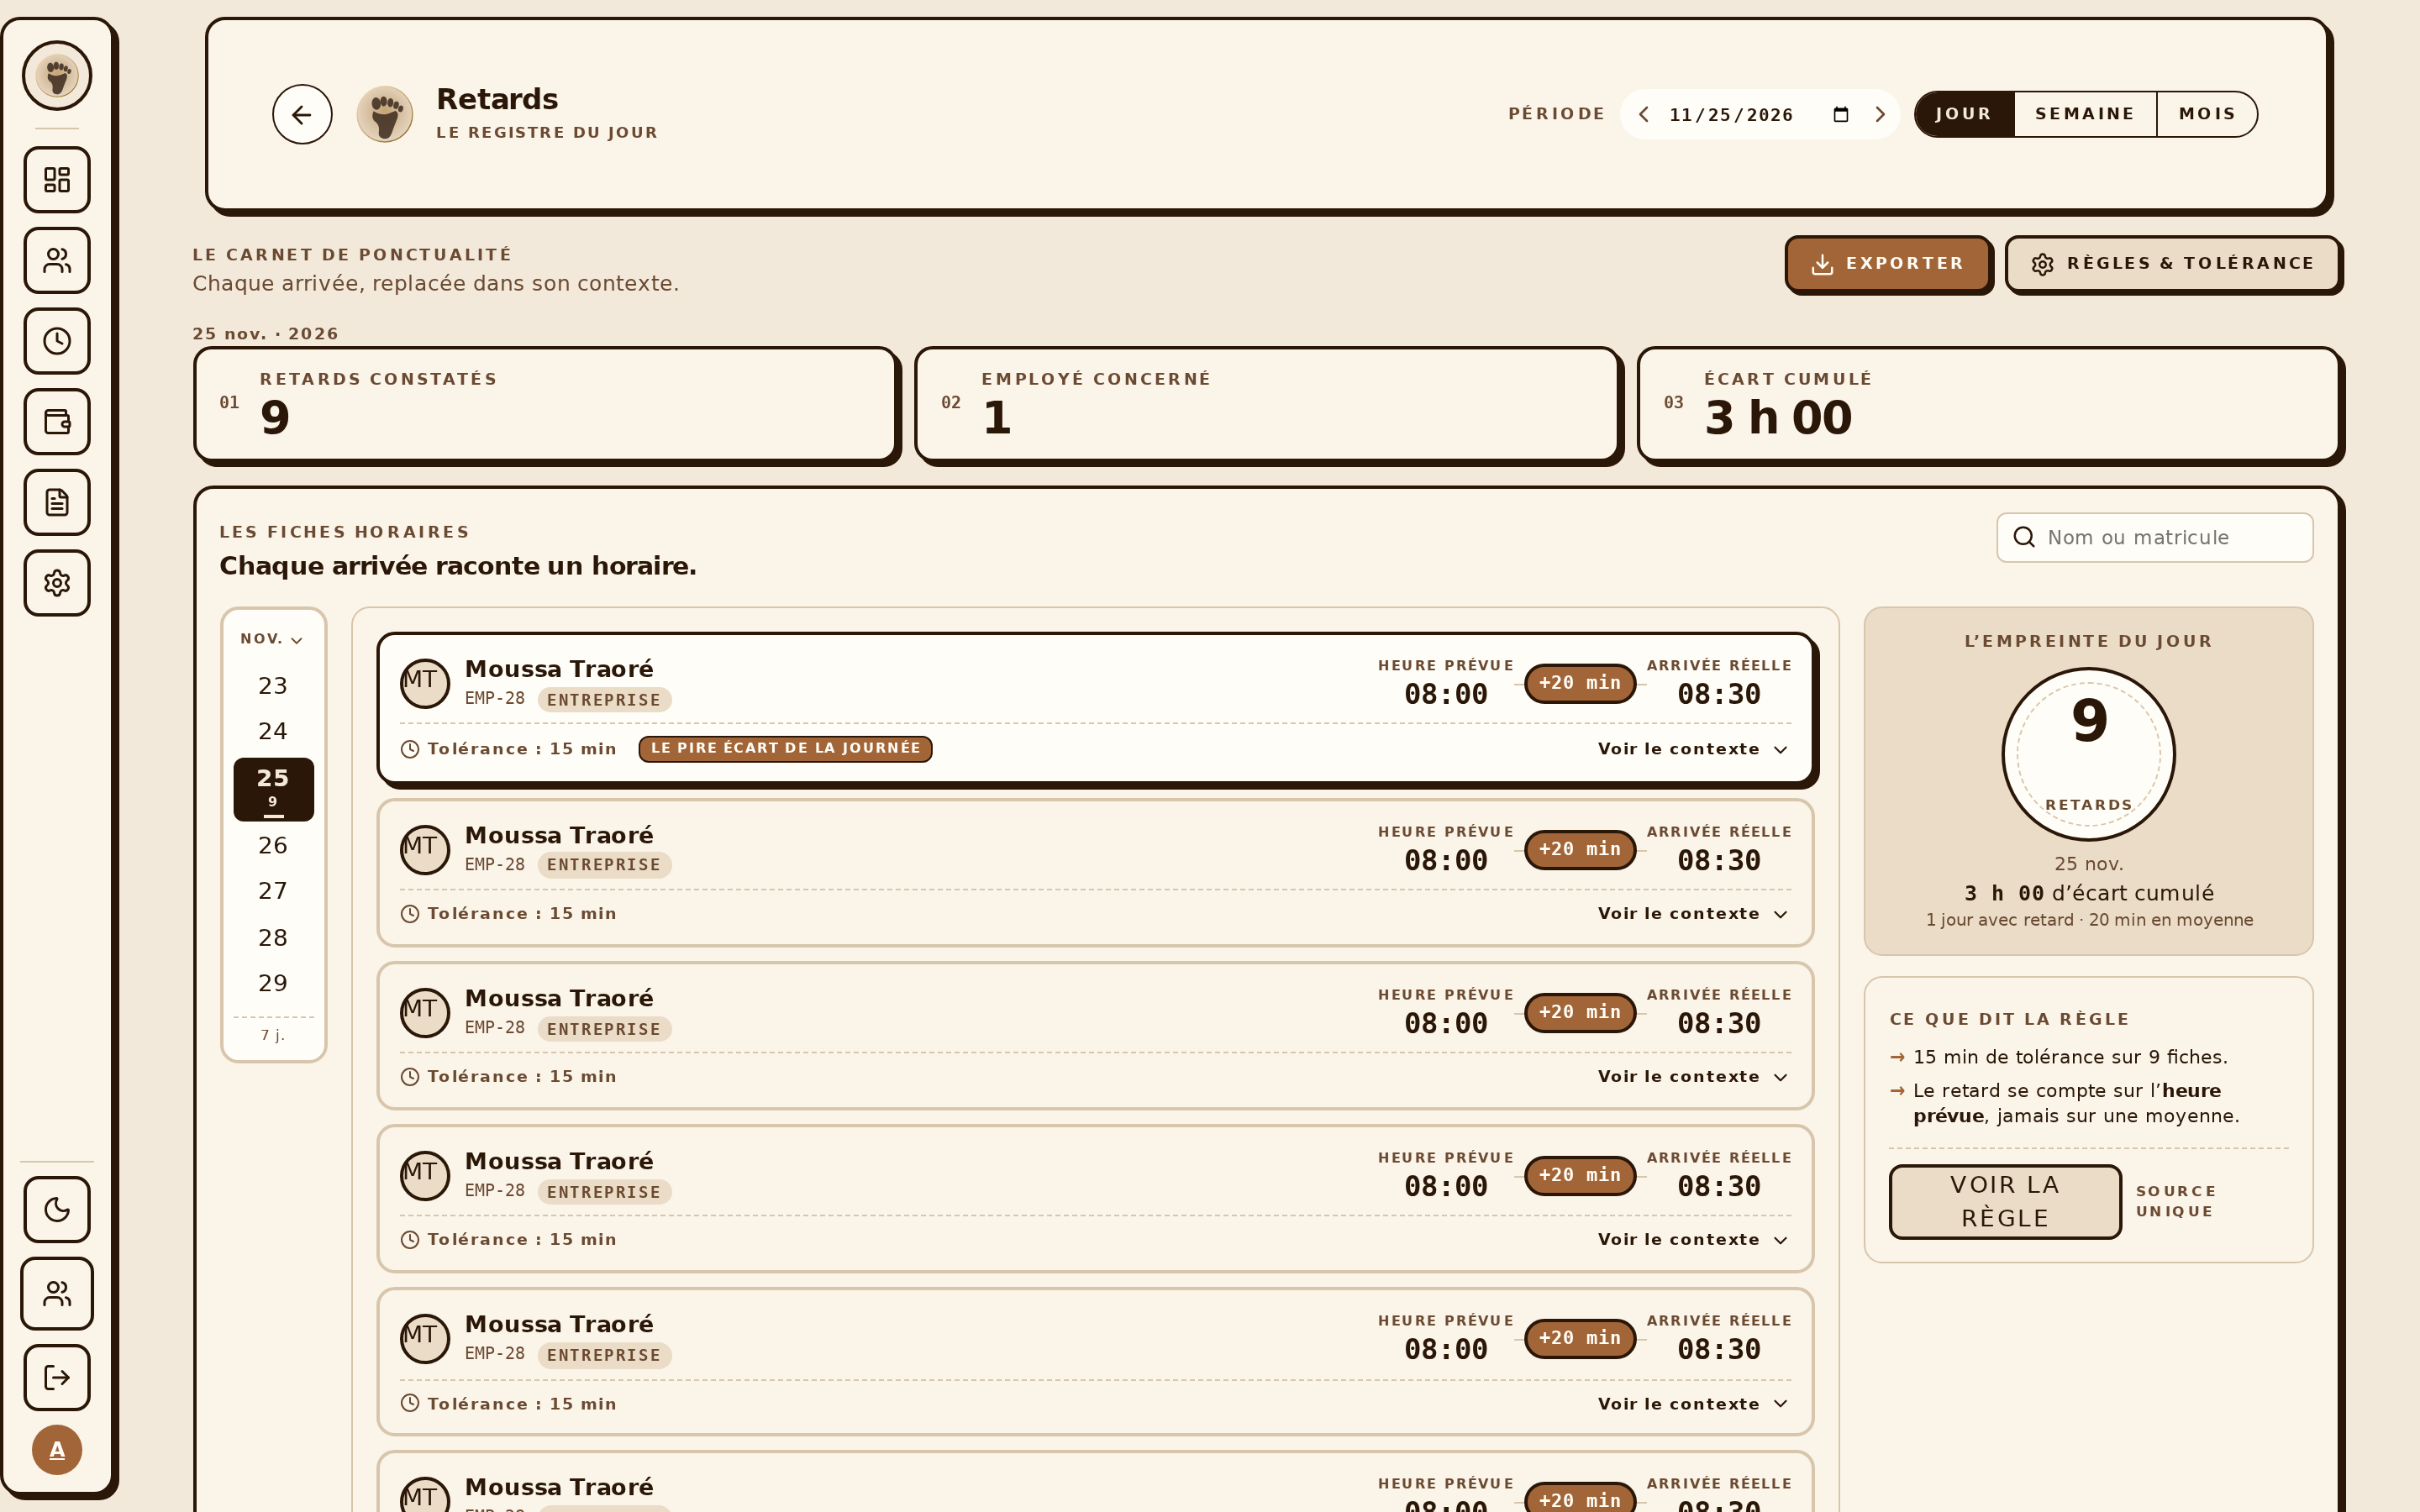 Retards
LE REGISTRE DU JOUR
PÉRIODE
11/25/2026
JOUR
SEMAINE
MOIS
LE CARNET DE PONCTUALITÉ
Chaque arrivée, replacée dans son contexte.
EXPORTER
RÈGLES & TOLÉRANCE
25 nov. · 2026
01
RETARDS CONSTATÉS
9
02
EMPLOYÉ CONCERNÉ
1
03
ÉCART CUMULÉ
3 h 00
LES FICHES HORAIRES
Chaque arrivée raconte un horaire.
Nom ou matricule
NOV.
23
24
25
9
26
27
28
29
7 j.
MT
Moussa Traoré
EMP-28 ENTREPRISE
HEURE PRÉVUE
08:00
+20 min
ARRIVÉE RÉELLE
08:30
Tolérance : 15 min
LE PIRE ÉCART DE LA JOURNÉE
Voir le contexte
MT
Moussa Traoré
EMP-28 ENTREPRISE
HEURE PRÉVUE
08:00
+20 min
ARRIVÉE RÉELLE
08:30
Tolérance : 15 min
Voir le contexte
MT
Moussa Traoré
EMP-28 ENTREPRISE
HEURE PRÉVUE
08:00
+20 min
ARRIVÉE RÉELLE
08:30
Tolérance : 15 min
Voir le contexte
MT
Moussa Traoré
EMP-28 ENTREPRISE
HEURE PRÉVUE
08:00
+20 min
ARRIVÉE RÉELLE
08:30
Tolérance : 15 min
Voir le contexte
MT
Moussa Traoré
EMP-28 ENTREPRISE
HEURE PRÉVUE
08:00
+20 min
ARRIVÉE RÉELLE
08:30
Tolérance : 15 min
Voir le contexte
MT
Moussa Traoré
HEURE PRÉVUE
08:00
+20 min
ARRIVÉE RÉELLE
08:30
L’EMPREINTE DU JOUR
9
RETARDS
25 nov.
3 h 00 d’écart cumulé
1 jour avec retard · 20 min en moyenne
CE QUE DIT LA RÈGLE
→ 15 min de tolérance sur 9 fiches.
→ Le retard se compte sur l’heure
prévue, jamais sur une moyenne.
VOIR LA
RÈGLE
SOURCE
UNIQUE
A